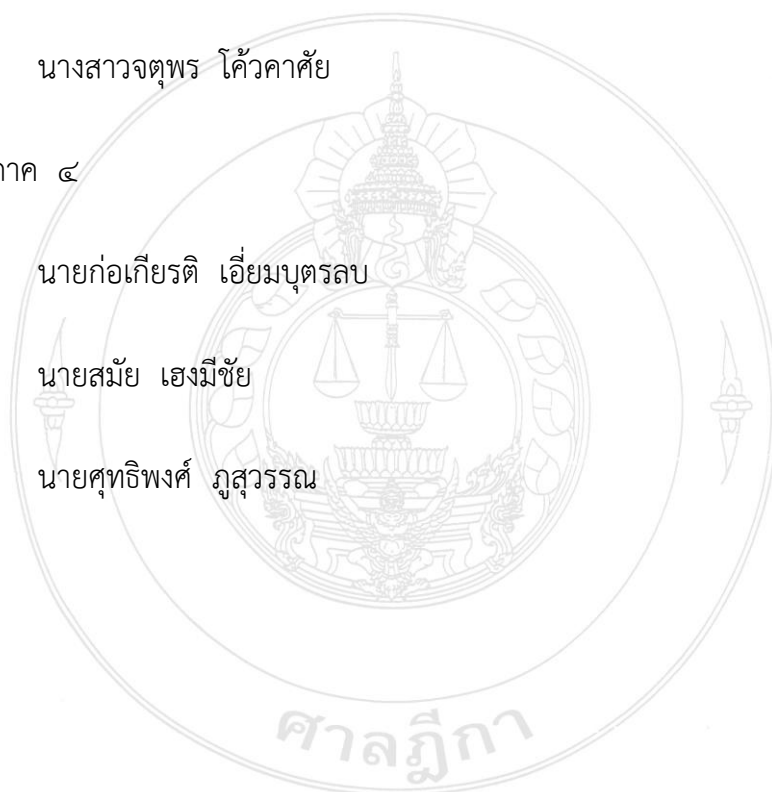 นางสาวจตุพร โค้วคาศัย
ภาค ๔
นายก่อเกียรติ เอี่ยมบุตรลบ
นายสมัย เฮงมีชัย
นายศุทธิพงศ์ ภูสุวรรณ
ศาลฎีกา